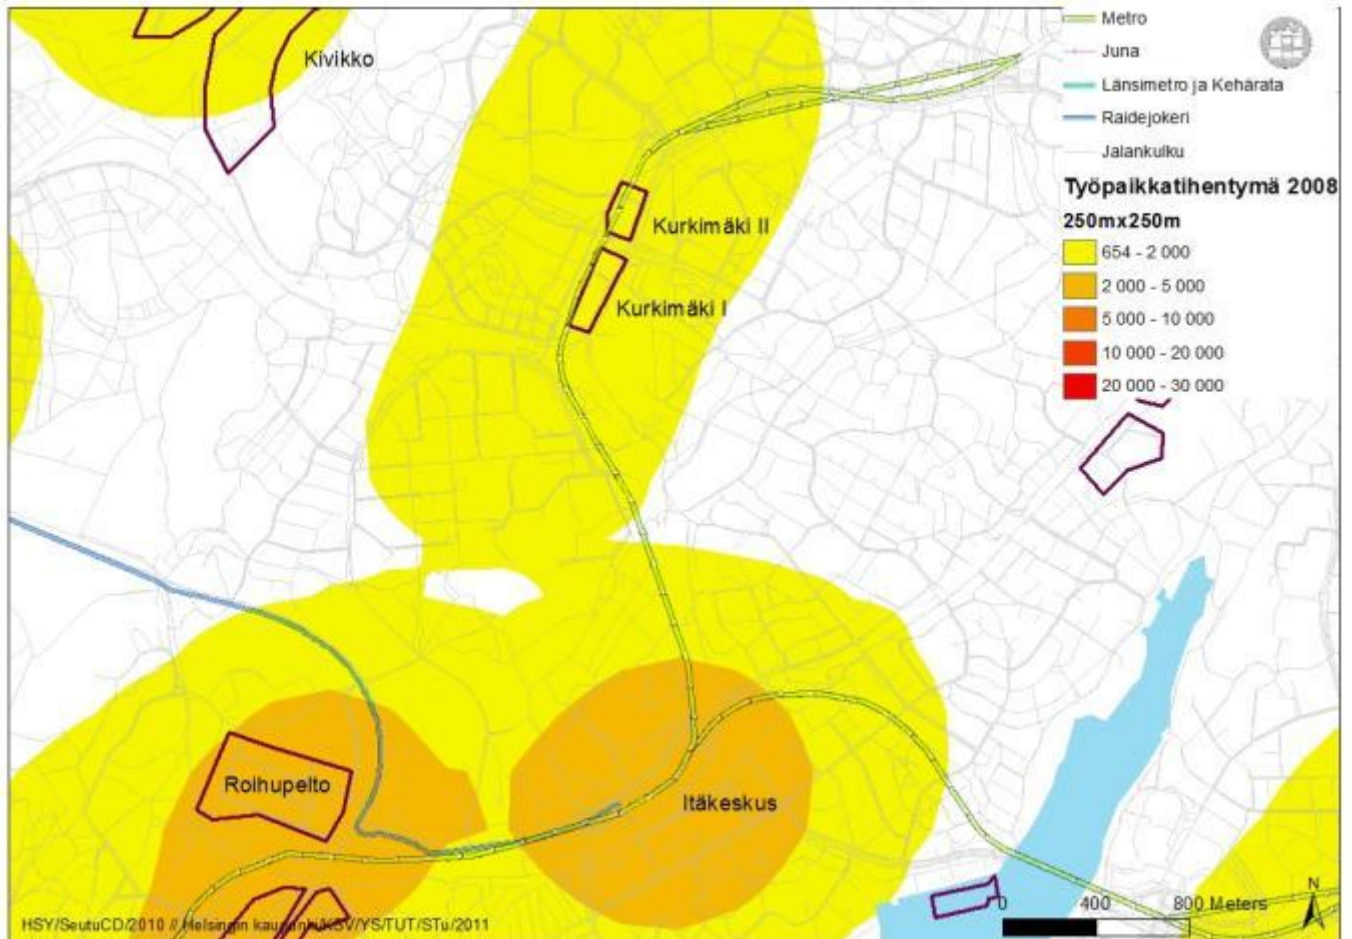 Metro
Juna
Länsimetro ja Kehärata
Raidejokeri
Jalankulku
Työpaikkatihentymä 2008
250mx250m
654 - 2 000
2 000 - 5 000
5 000 - 10 000
10 000 - 20 000
20 000 - 30 000
Kivikko
Kurkimäki II
Kurkimäki I
Roihupelto
Itäkeskus
N
0 400 800 Meters
HSY/SeutuCD/2010 // Helsingin kaupunki/KSV/YS/TUT/STu/2011